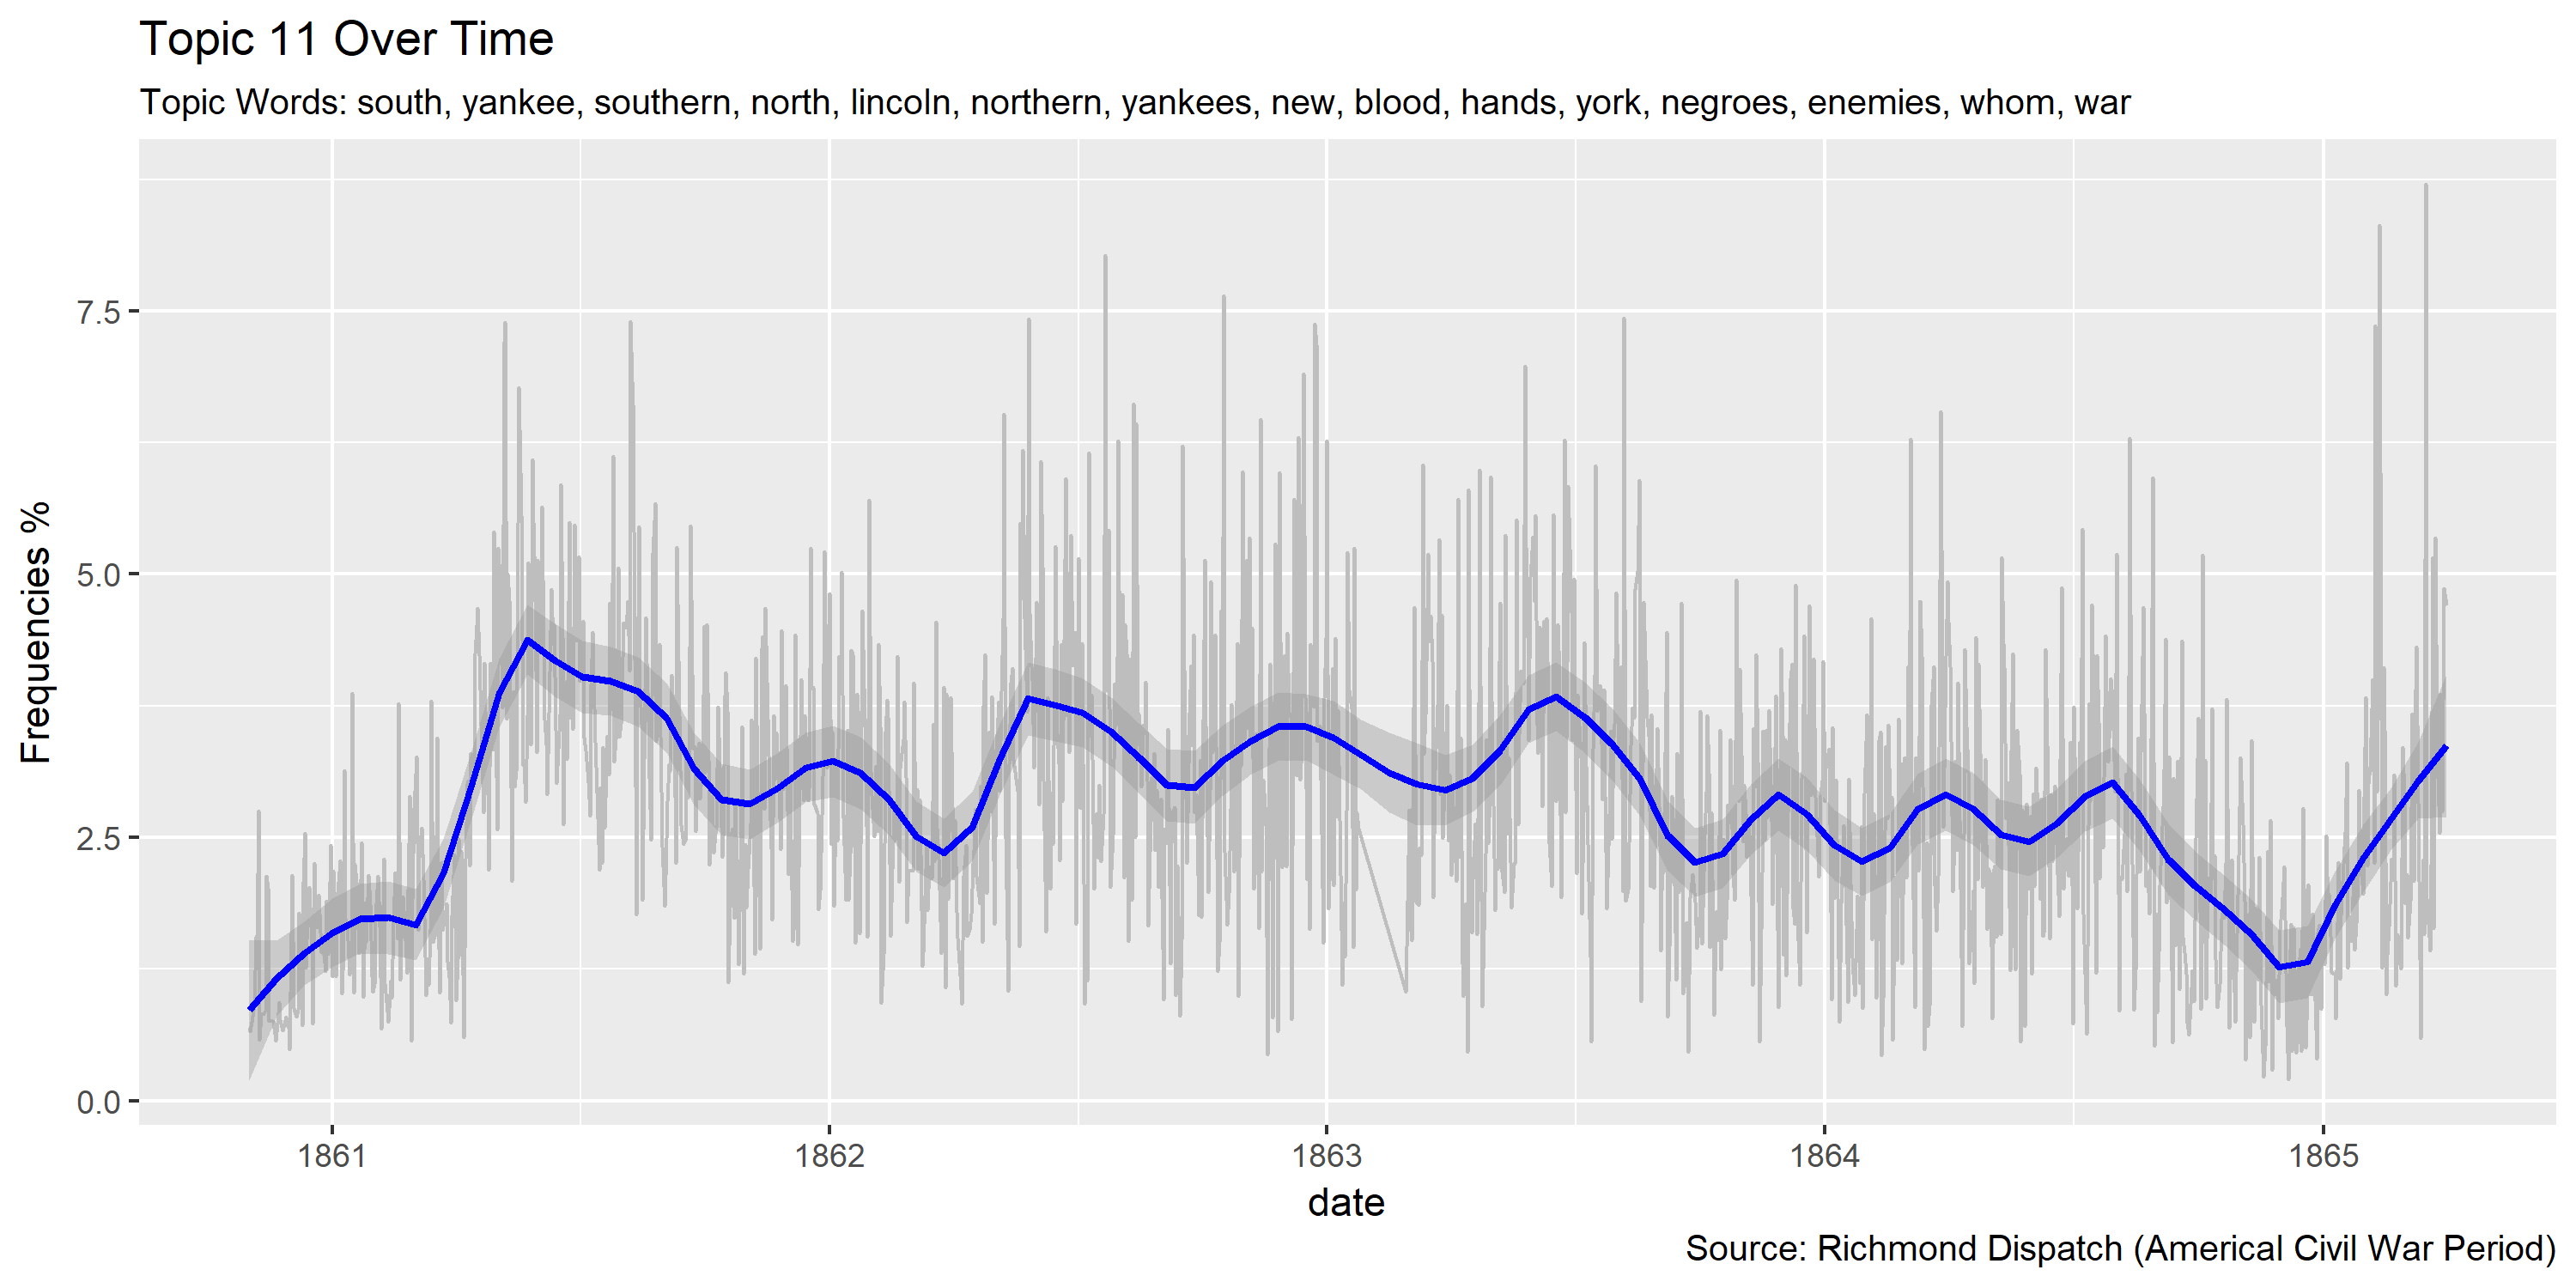 Topic 11 Over Time
Topic Words: south, yankee, southern, north, lincoln, northern, yankees, new, blood, hands, york, negroes, enemies, whom, war
Frequencies %
7.5
5.0
2.5
0.0
1861 1862 1863 1864 1865
date
Source: Richmond Dispatch (Americal Civil War Period)